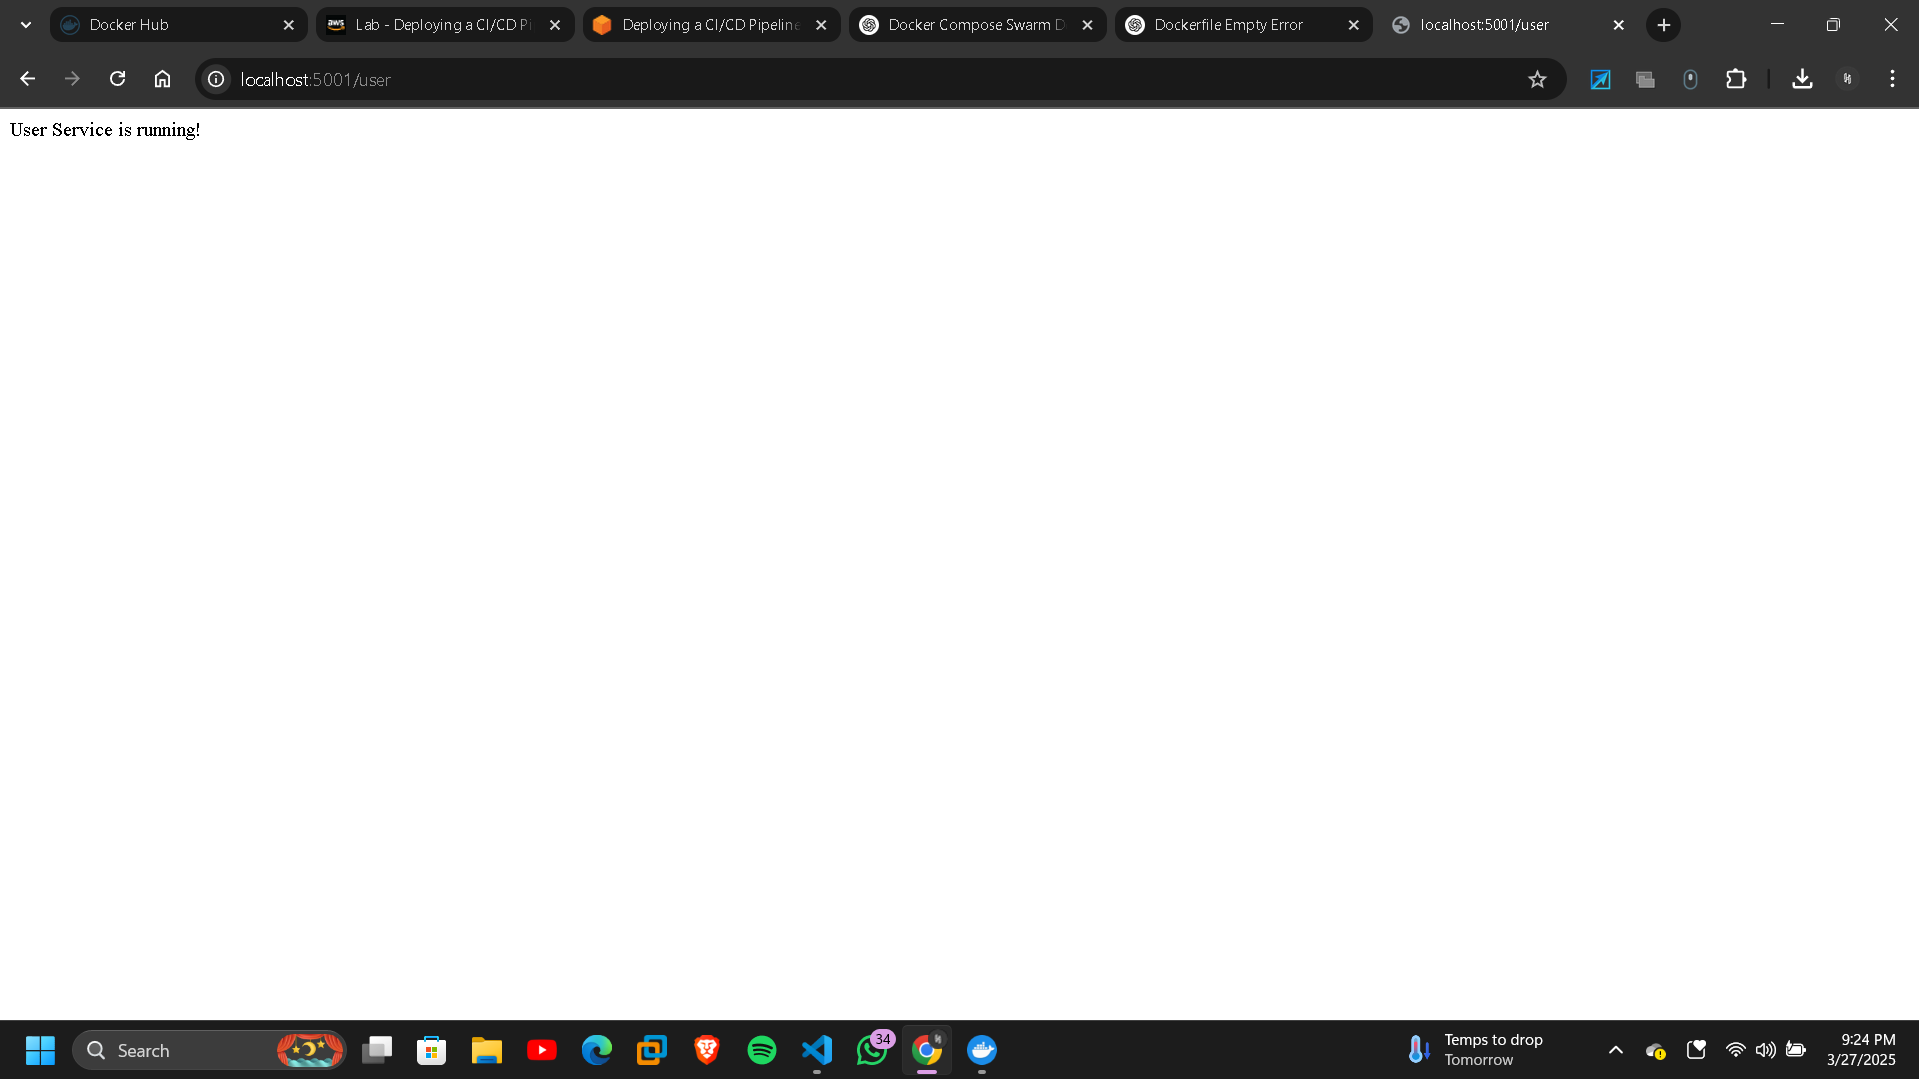 Docker Hub
aws
Lab - Deploying a CI/CD Pi
Deploying a CI/CD Pipeline
Docker Compose Swarm D
Dockerfile Empty Error
localhost:5001/user
localhost:5001/user
User Service is running!
Search
34
Temps to drop
Tomorrow
9:24 PM
3/27/2025